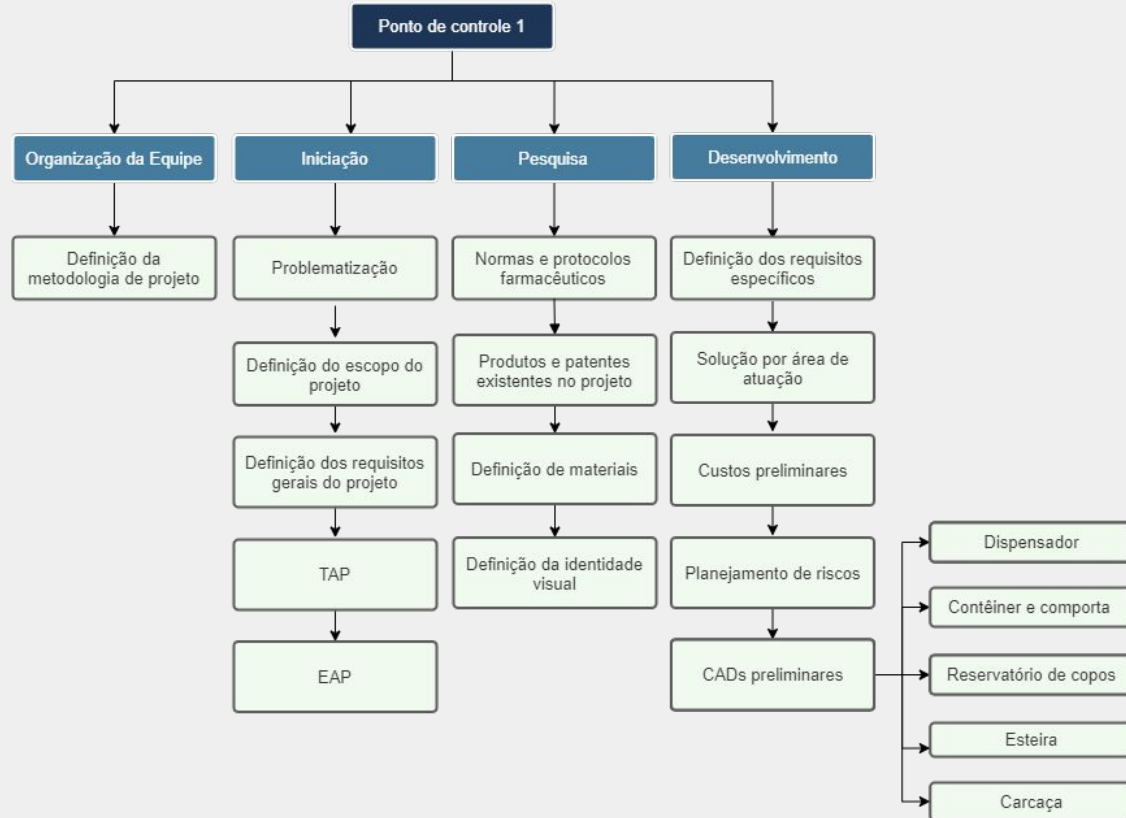 Ponto de controle 1
Organização da Equipe
Iniciação
Pesquisa
Desenvolvimento
Definição da
metodologia de projeto
Problematização
Normas e protocolos
farmacêuticos
Definição dos requisitos
específicos
Definição do escopo do
projeto
Produtos e patentes
existentes no projeto
Solução por área de
atuação
Definição dos requisitos
gerais do projeto
Definição de materiais
Custos preliminares
TAP
Definição da identidade
visual
Planejamento de riscos
EAP
CADs preliminares
Dispensador
Contêiner e comporta
Reservatório de copos
Esteira
Carcaça